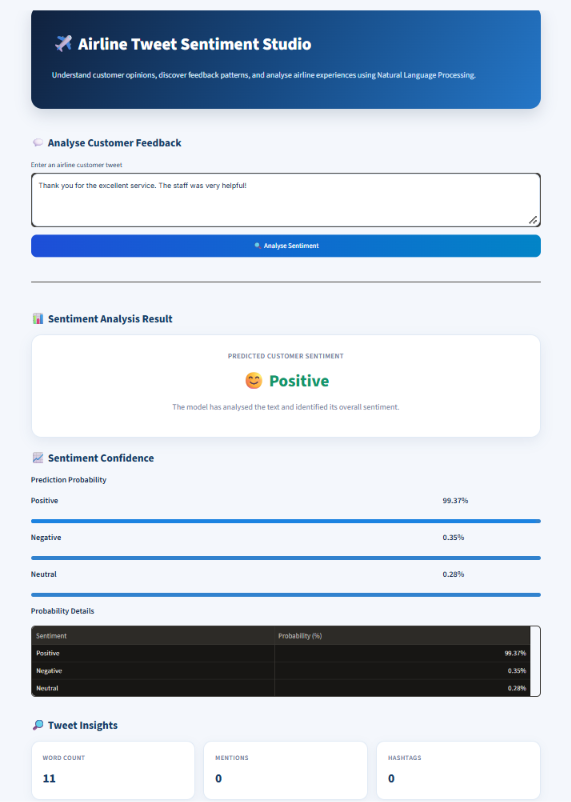 Airline Tweet Sentiment Studio
Understand customer opinions, discover feedback patterns, and analyse airline experiences using Natural Language Processing.
Analyse Customer Feedback
Enter an airline customer tweet
Thank you for the excellent service. The staff was very helpful!
Analyse Sentiment
Sentiment Analysis Result
PREDICTED CUSTOMER SENTIMENT
Positive
The model has analysed the text and identified its overall sentiment.
Sentiment Confidence
Prediction Probability
Positive 99.37%
Negative 0.35%
Neutral 0.28%
Probability Details
Sentiment Probability (%)
Positive 99.37%
Negative 0.35%
Neutral 0.28%
Tweet Insights
WORD COUNT MENTIONS HASHTAGS
11 0 0